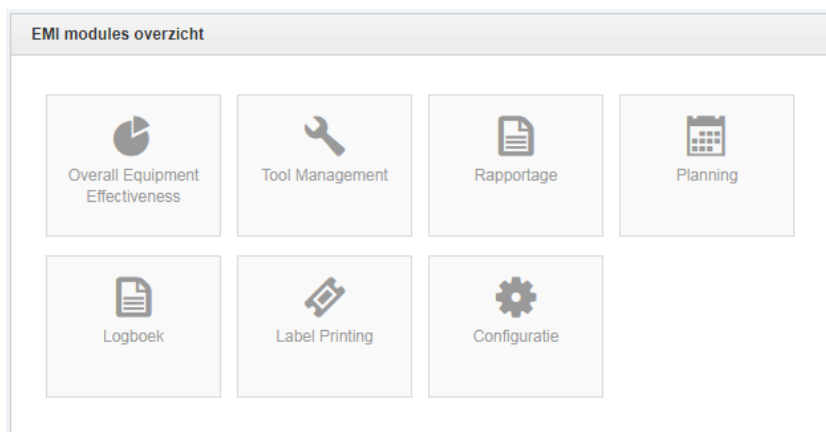 EMI modules overzicht
Overall Equipment
Effectiveness
Tool Management
Rapportage
Planning
Logboek
Label Printing
Configuratie